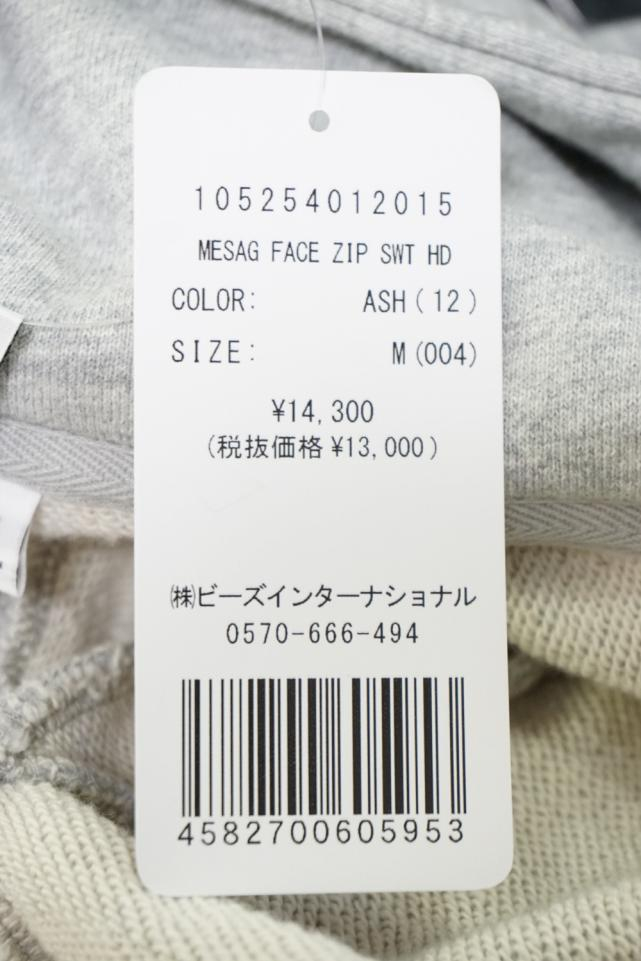 105254012015
MESAG FACE ZIP SWT HD
COLOR: ASH(12)
SIZE: M(004)
¥14,300
(税抜価格¥13,000)
㈱ビーズインターナショナル
0570-666-494
4582700605953